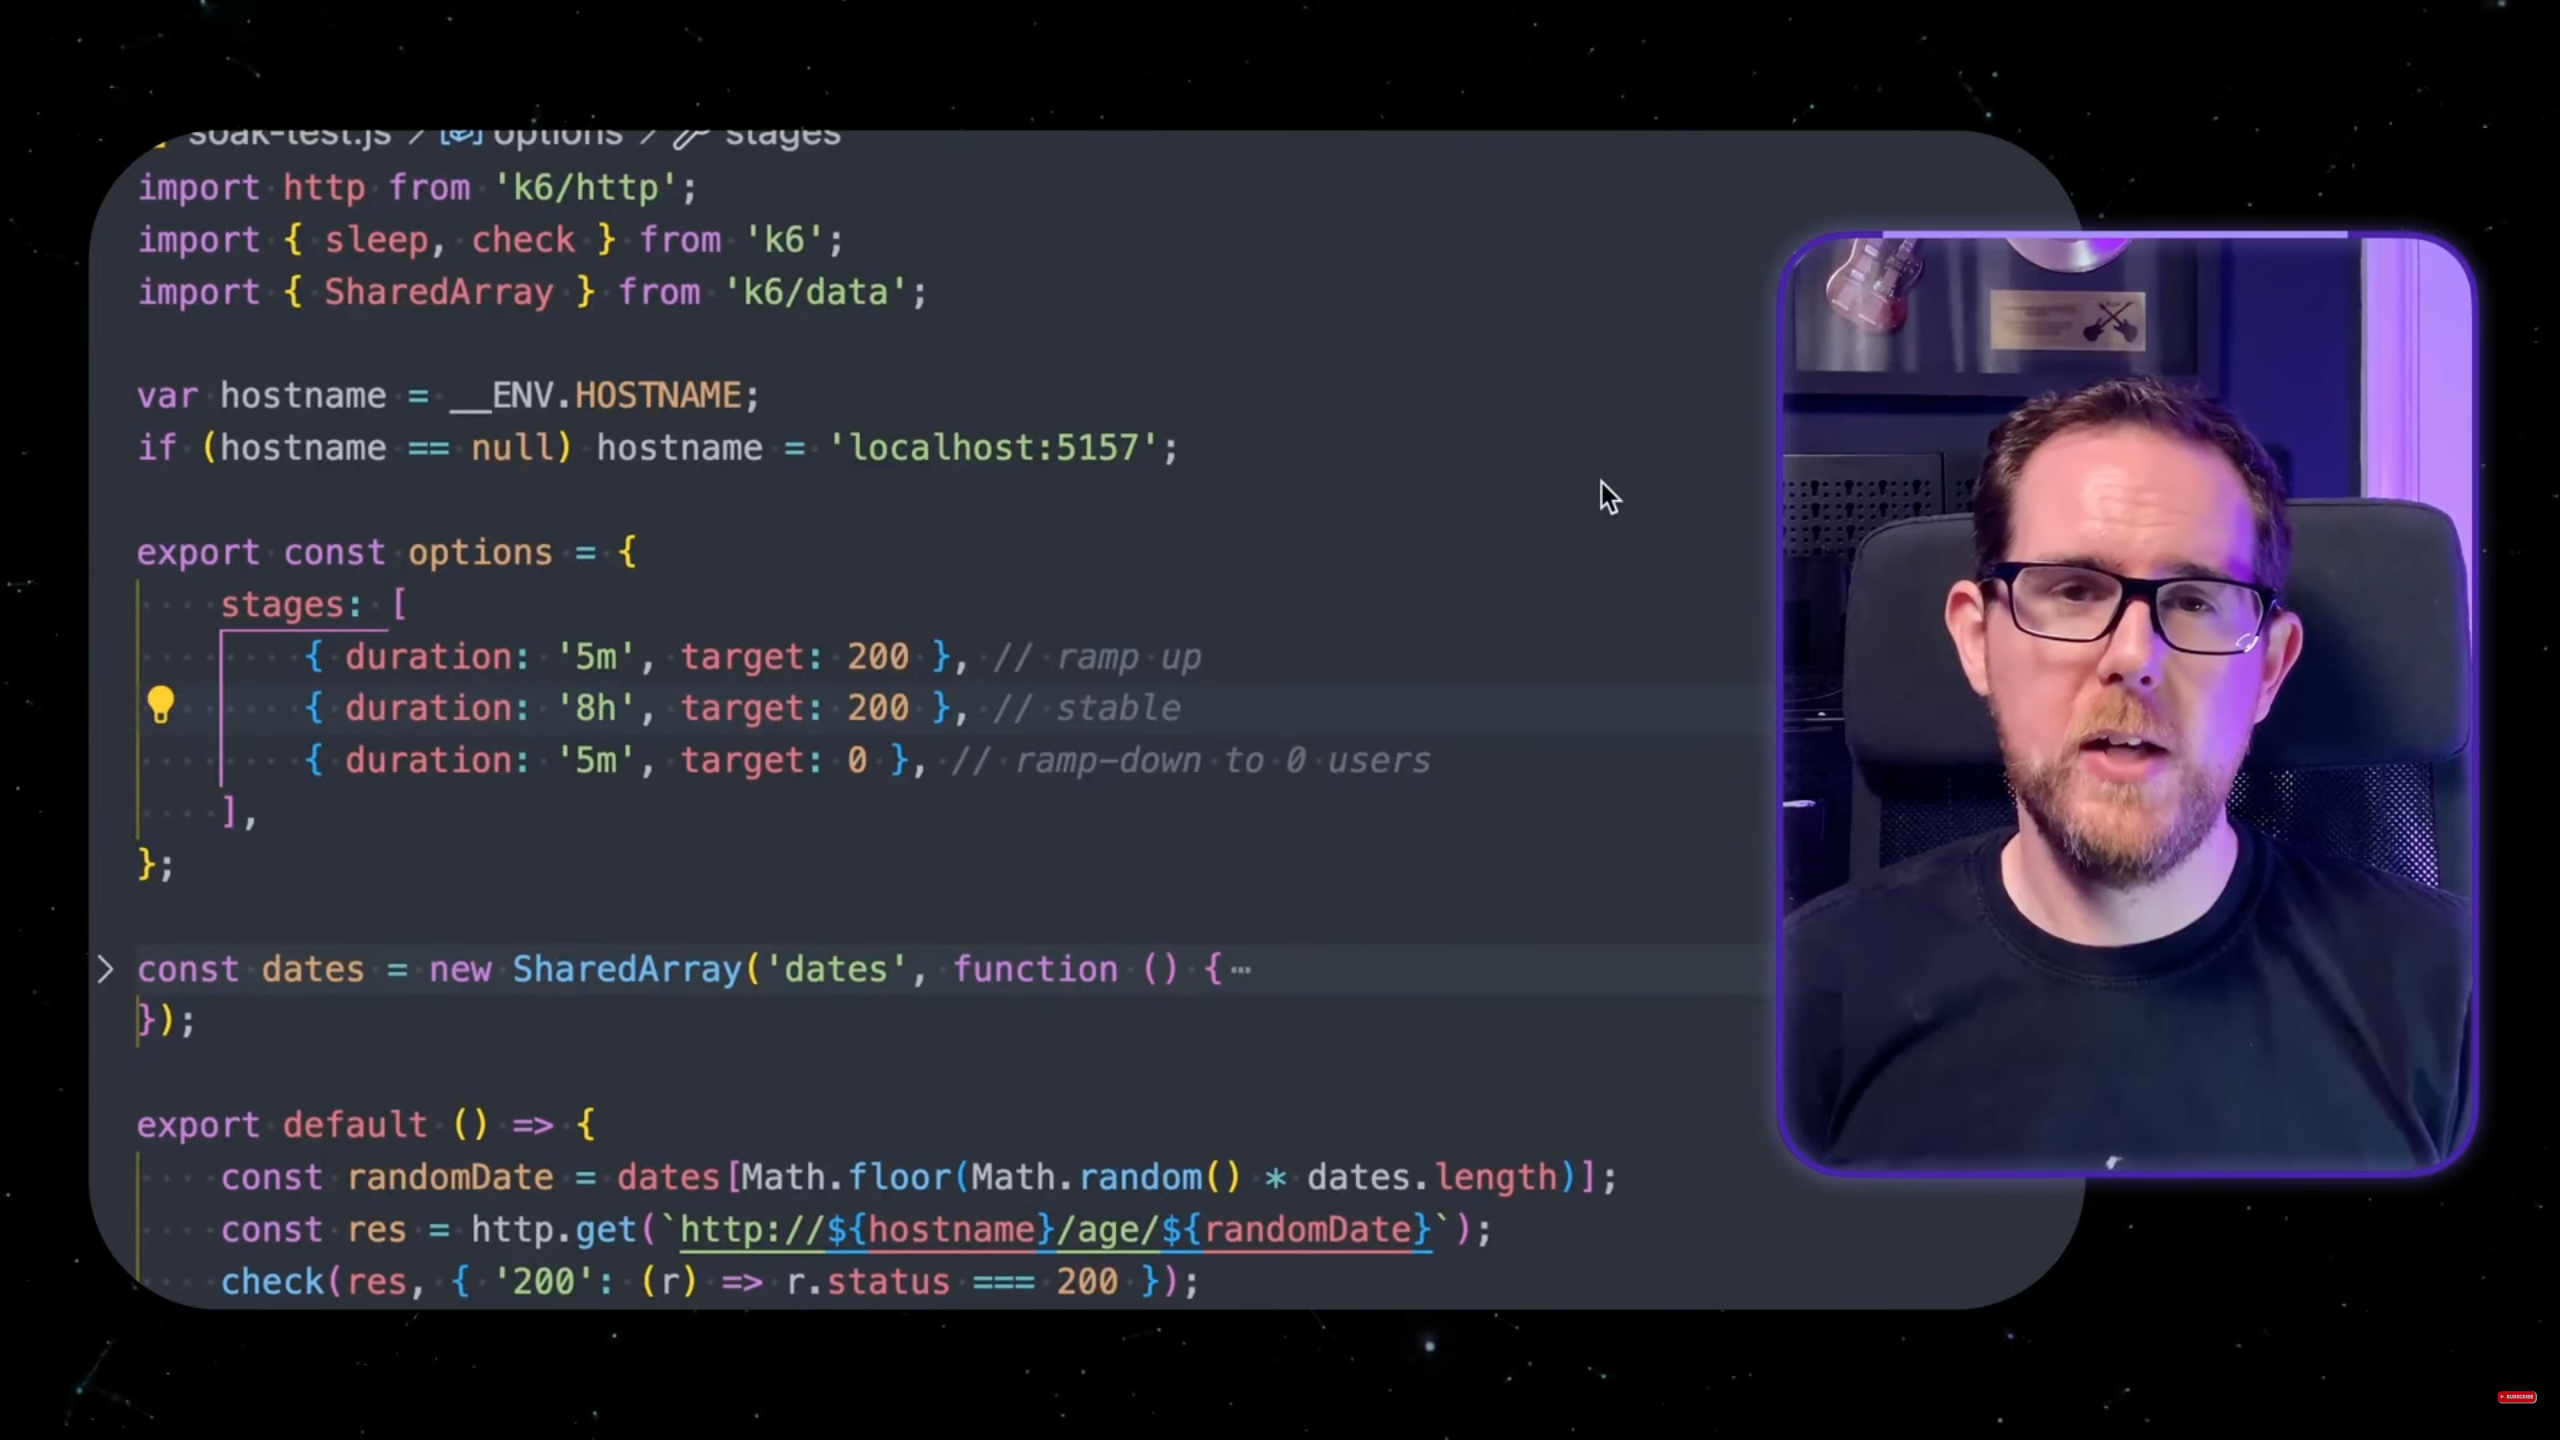 soak-test.js > options > stages
import http from 'k6/http';
import { sleep, check } from 'k6';
import { SharedArray } from 'k6/data';
var hostname = __ENV.HOSTNAME;
if (hostname == null) hostname = 'localhost:5157';
export const options = {
stages: [
{ duration: '5m', target: 200 }, // ramp up
{ duration: '8h', target: 200 }, // stable
{ duration: '5m', target: 0 }, // ramp-down to 0 users
],
};
const dates = new SharedArray('dates', function () {…
});
export default () => {
const randomDate = dates[Math.floor(Math.random() * dates.length)];
const res = http.get(`http://${hostname}/age/${randomDate}`);
check(res, { '200': (r) => r.status === 200 });
SUBSCRIBE